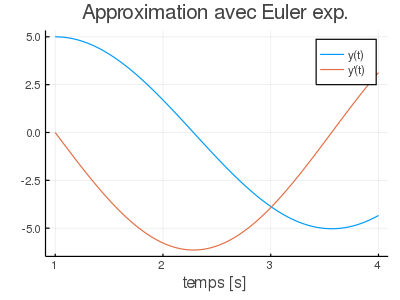 Approximation avec Euler exp.
y(t)
y'(t)
5.0
2.5
0.0
-2.5
-5.0
1 2 3 4
temps [s]